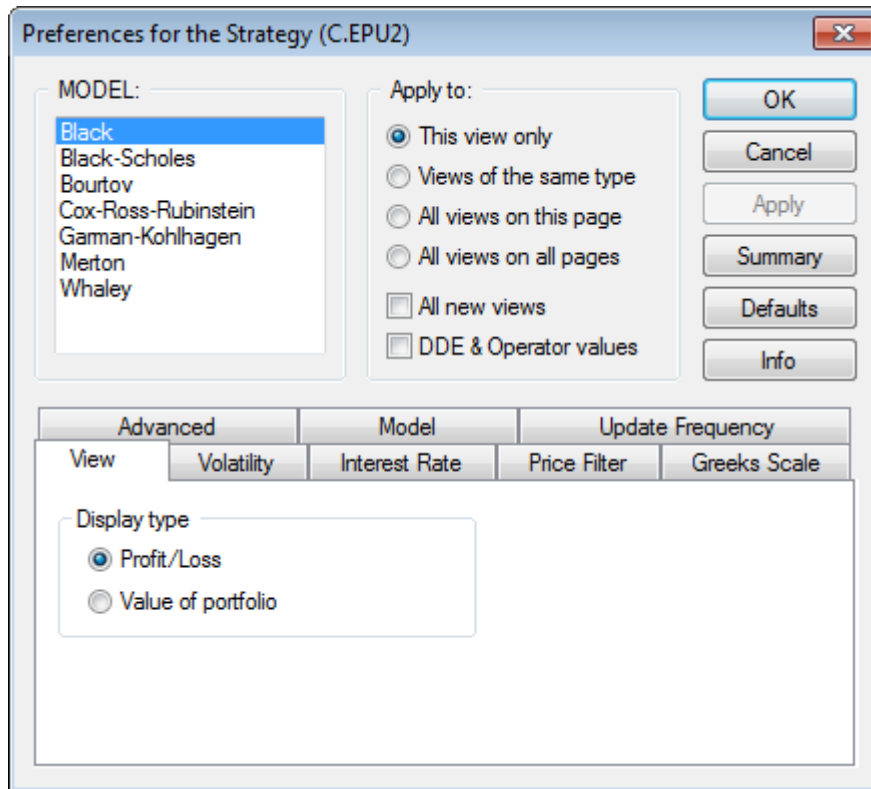 Preferences for the Strategy (C.EPU2)
MODEL:
Black
Black-Scholes
Bourtov
Cox-Ross-Rubinstein
Garman-Kohlhagen
Merton
Whaley
Apply to:
This view only
Views of the same type
All views on this page
All views on all pages
All new views
DDE & Operator values
OK
Cancel
Apply
Summary
Defaults
Info
Advanced
Model
Update Frequency
View
Volatility
Interest Rate
Price Filter
Greeks Scale
Display type
Profit/Loss
Value of portfolio